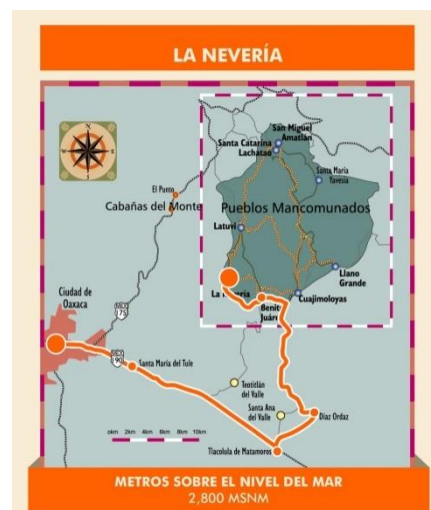 LA NEVERÍA
N
San Miguel
Amatlán
Santa Catarina
Lachatao
Santa María
Yavesia
El Punto
Cabañas del Monte
Pueblos Mancomunados
Latuvi
Llano
Grande
La Nevería
Benito
Juárez
Cuajimoloyas
Ciudad
de Oaxaca
MEX
175
MEX
190
Santa María del Tule
Teotitlán
del Valle
Santa Ana
del Valle
Díaz Ordaz
0km 2km 4km 6km 8km 10km
Tlacolula de Matamoros
METROS SOBRE EL NIVEL DEL MAR
2,800 MSNM